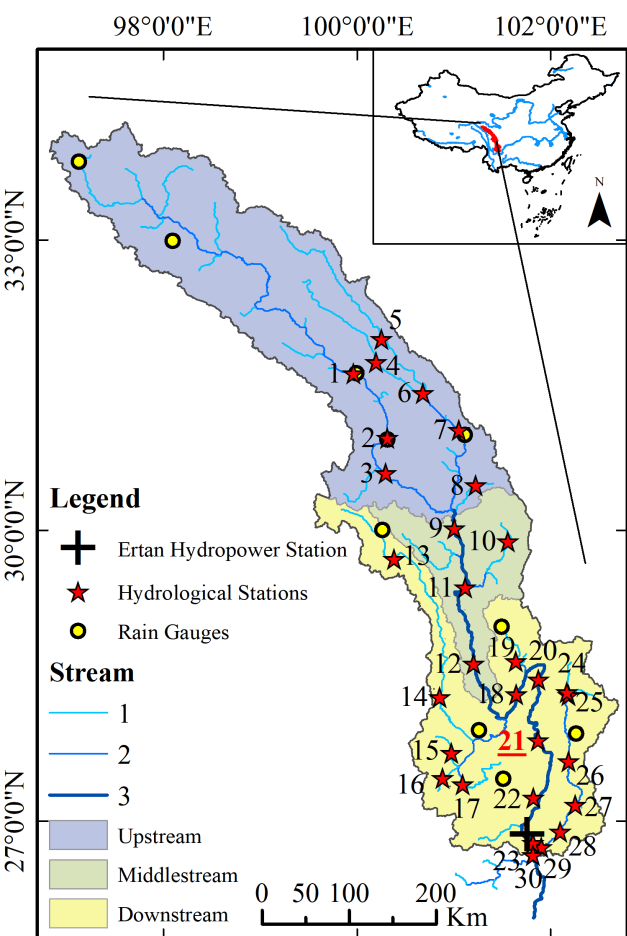 98°0'0"E 100°0'0"E 102°0'0"E
N
33°0'0"N
30°0'0"N
27°0'0"N
5
4
1
6
7
2
3
8
9
10
13
11
12
19
20
24
14
18
25
21
15
26
16
17
22
27
28
23
29
30
Legend
Ertan Hydropower Station
Hydrological Stations
Rain Gauges
Stream
1
2
3
Upstream
Middlestream
Downstream
0 50 100 200
Km